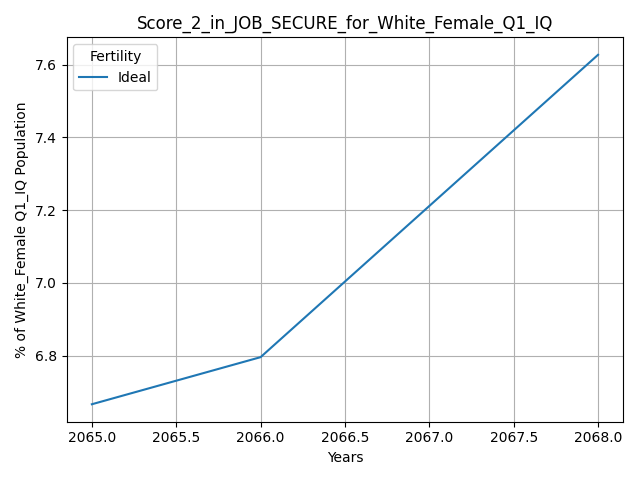 Score_2_in_JOB_SECURE_for_White_Female_Q1_IQ
Fertility
Ideal
% of White_Female Q1_IQ Population
7.6
7.4
7.2
7.0
6.8
2065.0 2065.5 2066.0 2066.5 2067.0 2067.5 2068.0
Years